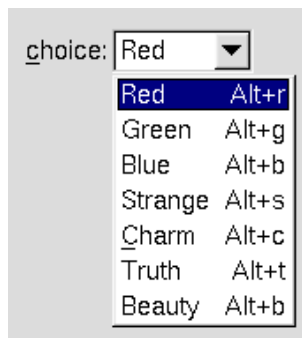 choice: Red
Red Alt+r
Green Alt+g
Blue Alt+b
Strange Alt+s
Charm Alt+c
Truth Alt+t
Beauty Alt+b